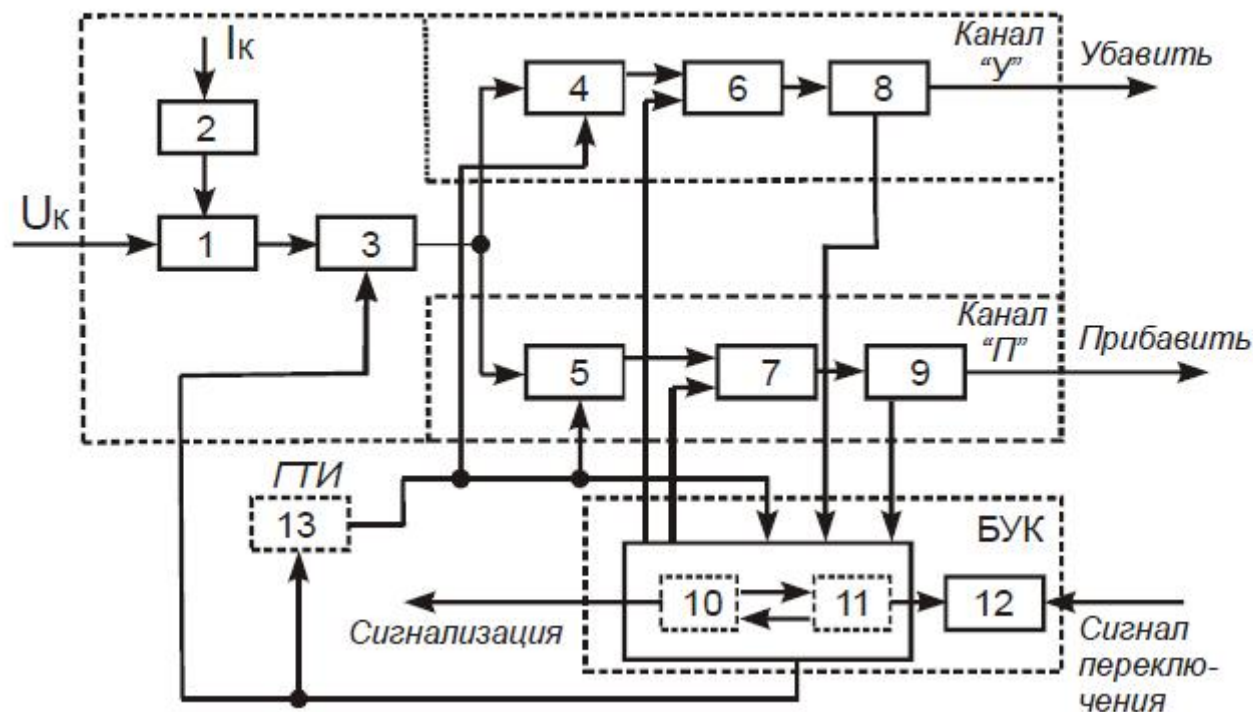 Iк
Канал
"У"
Убавить
4
6
8
2
Uк
1
3
Канал
"П"
Прибавить
5
7
9
ГТИ
13
БУК
10
11
12
Сигнализация
Сигнал
переклю-
чения